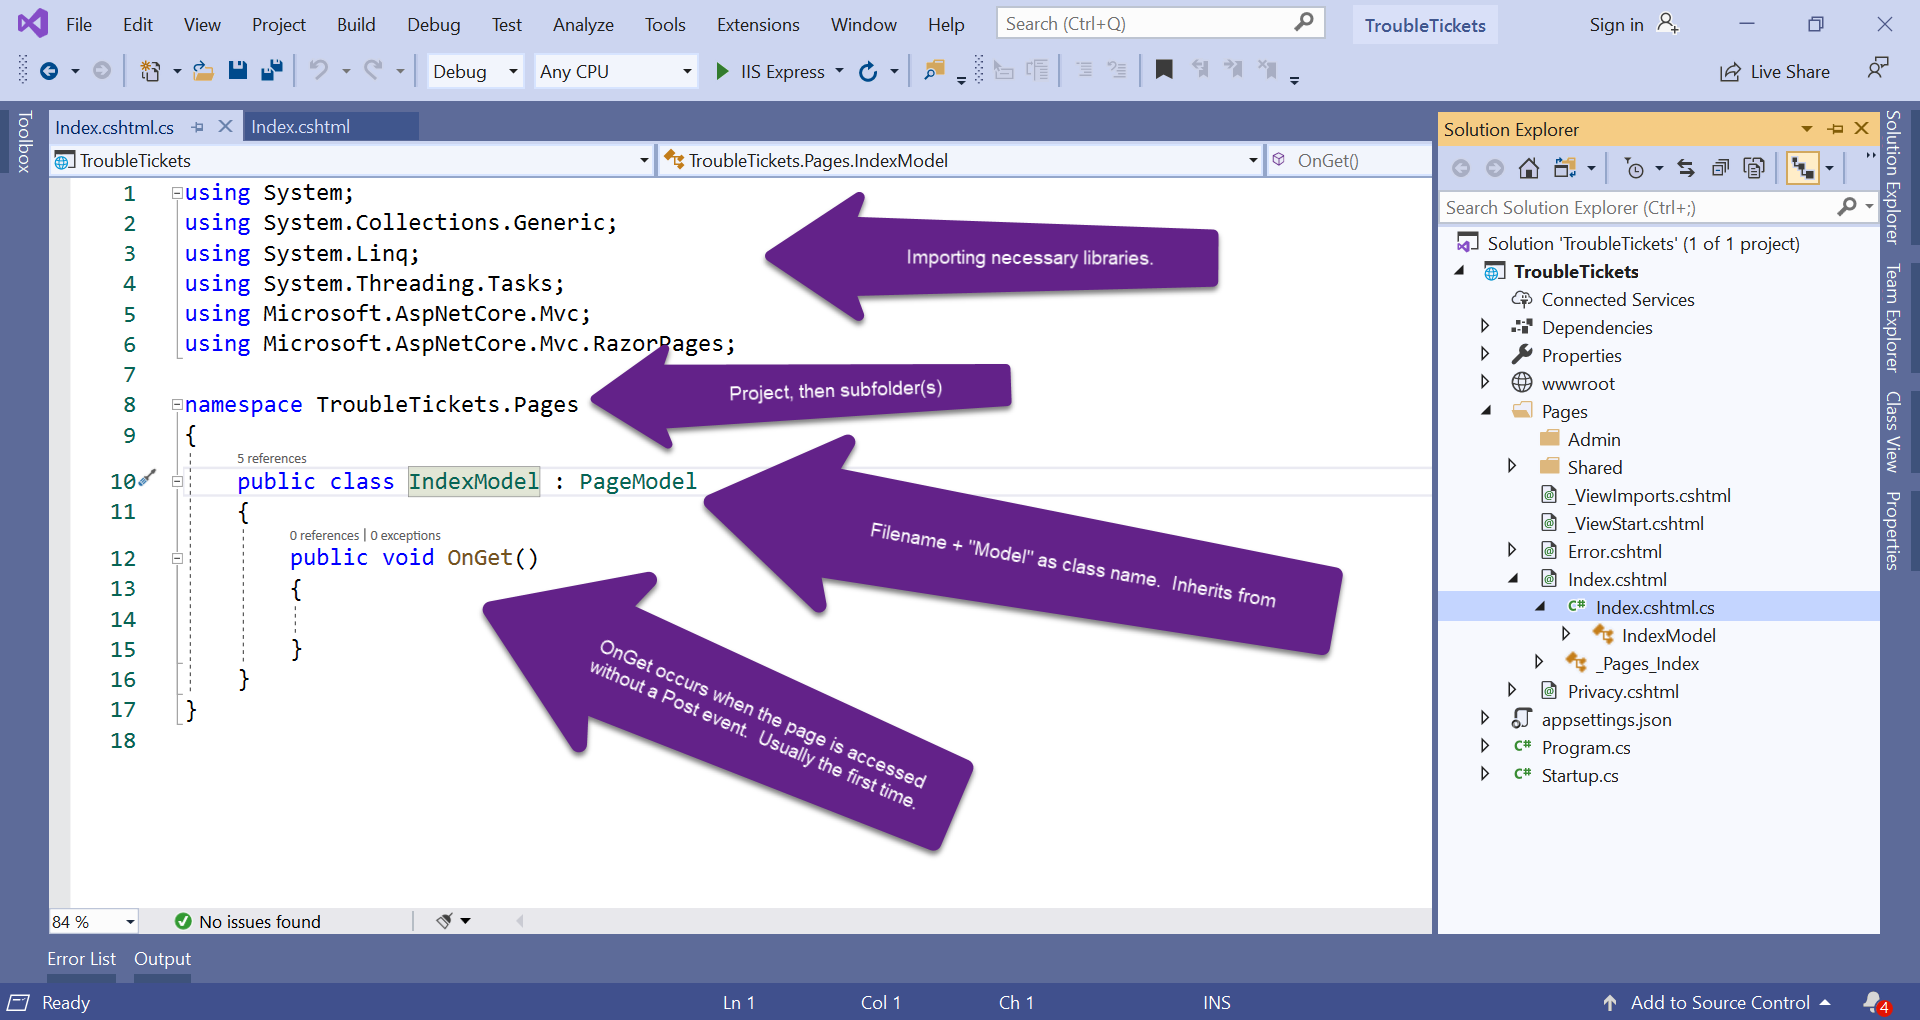 File Edit View Project Build Debug Test Analyze Tools Extensions Window Help Search (Ctrl+Q) TroubleTickets Sign in
Debug Any CPU IIS Express Live Share
Toolbox
Index.cshtml.cs Index.cshtml
TroubleTickets TroubleTickets.Pages.IndexModel OnGet()
1 using System;
2 using System.Collections.Generic;
3 using System.Linq;
4 using System.Threading.Tasks;
5 using Microsoft.AspNetCore.Mvc;
6 using Microsoft.AspNetCore.Mvc.RazorPages;
7
8 namespace TroubleTickets.Pages
9 {
5 references
10 public class IndexModel : PageModel
11 {
0 references | 0 exceptions
12 public void OnGet()
13 {
14
15 }
16 }
17 }
18
Importing necessary libraries.
Project, then subfolder(s)
Filename + "Model" as class name. Inherits from
OnGet occurs when the page is accessed
without a Post event. Usually the first time.
84 % No issues found
Solution Explorer
Search Solution Explorer (Ctrl+;)
Solution 'TroubleTickets' (1 of 1 project)
TroubleTickets
Connected Services
Dependencies
Properties
wwwroot
Pages
Admin
Shared
_ViewImports.cshtml
_ViewStart.cshtml
Error.cshtml
Index.cshtml
C# Index.cshtml.cs
IndexModel
_Pages_Index
Privacy.cshtml
appsettings.json
C# Program.cs
C# Startup.cs
Solution Explorer
Team Explorer
Class View
Properties
Error List Output
Ready Ln 1 Col 1 Ch 1 INS Add to Source Control 4